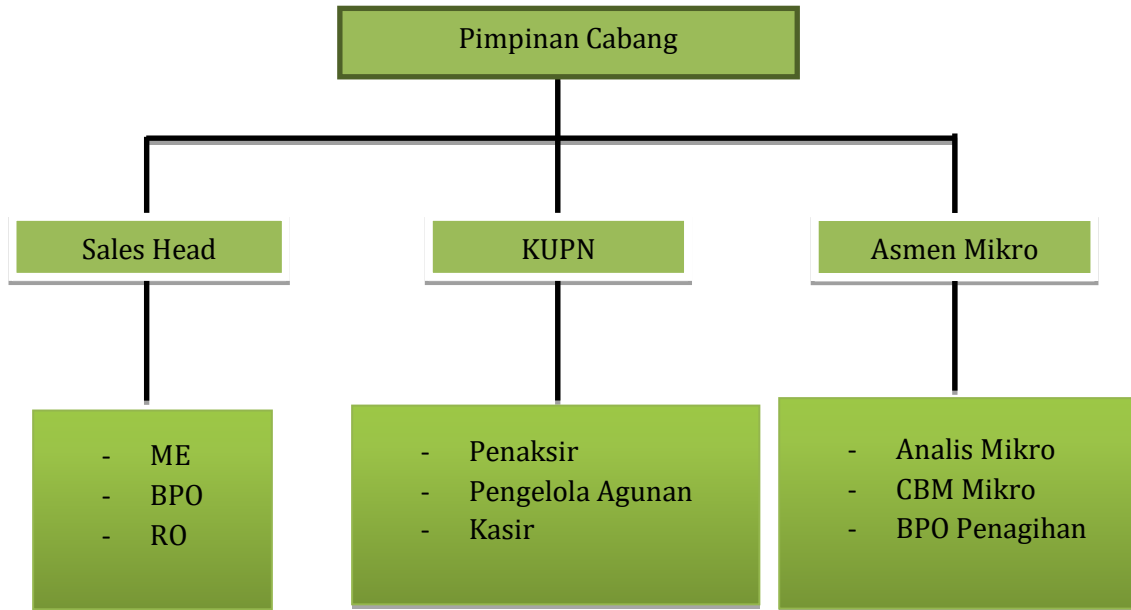 Pimpinan Cabang
Sales Head
KUPN
Asmen Mikro
- ME
- BPO
- RO
- Penaksir
- Pengelola Agunan
- Kasir
- Analis Mikro
- CBM Mikro
- BPO Penagihan